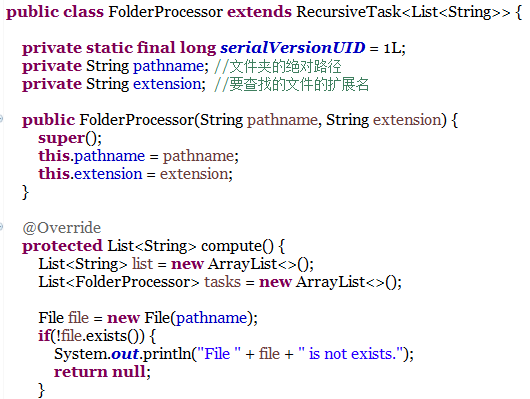 public class FolderProcessor extends RecursiveTask<List<String>> {
private static final long serialVersionUID = 1L;
private String pathname; //文件夹的绝对路径
private String extension; //要查找的文件的扩展名
public FolderProcessor(String pathname, String extension) {
super();
this.pathname = pathname;
this.extension = extension;
}
@Override
protected List<String> compute() {
List<String> list = new ArrayList<>();
List<FolderProcessor> tasks = new ArrayList<>();
File file = new File(pathname);
if(!file.exists()) {
System.out.println("File " + file + " is not exists.");
return null;
}